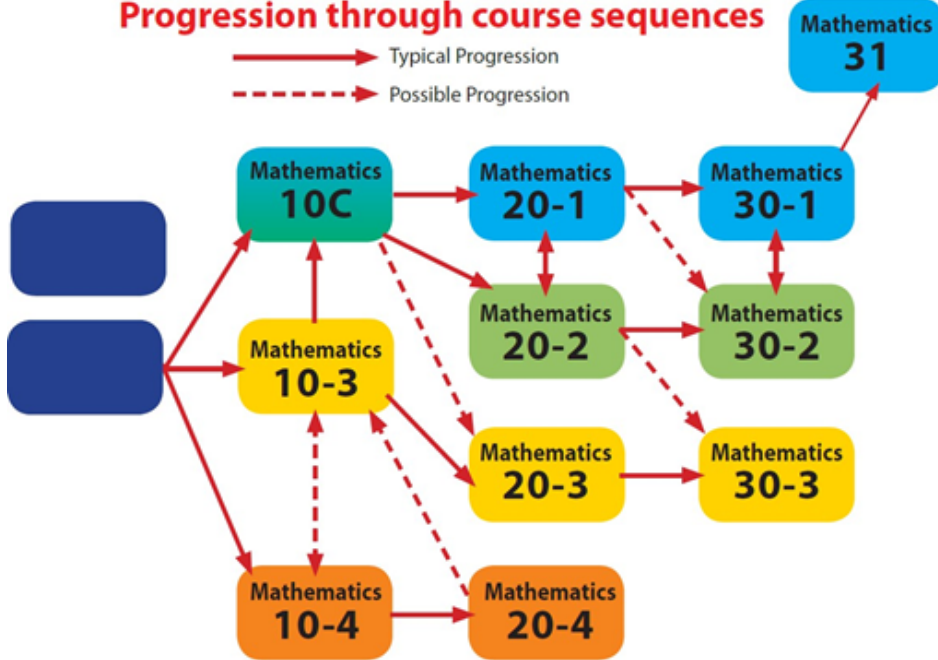 Progression through course sequences
Typical Progression
Possible Progression
Mathematics
31
Mathematics
10C
Mathematics
20-1
Mathematics
30-1
Mathematics
20-2
Mathematics
30-2
Mathematics
10-3
Mathematics
20-3
Mathematics
30-3
Mathematics
10-4
Mathematics
20-4